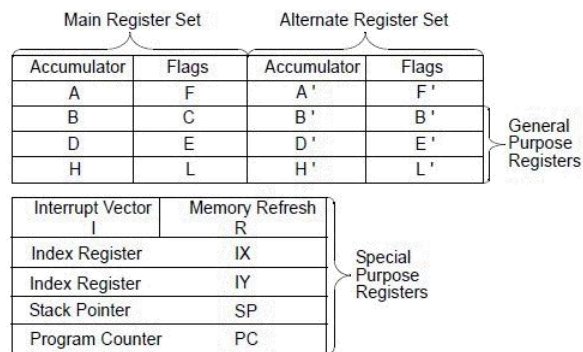 Main Register Set Alternate Register Set
Accumulator Flags Accumulator Flags
A F A ' F '
B C B ' B '
D E D ' E '
H L H ' L '
General
Purpose
Registers
Interrupt Vector Memory Refresh
I R
Index Register IX
Index Register IY
Stack Pointer SP
Program Counter PC
Special
Purpose
Registers